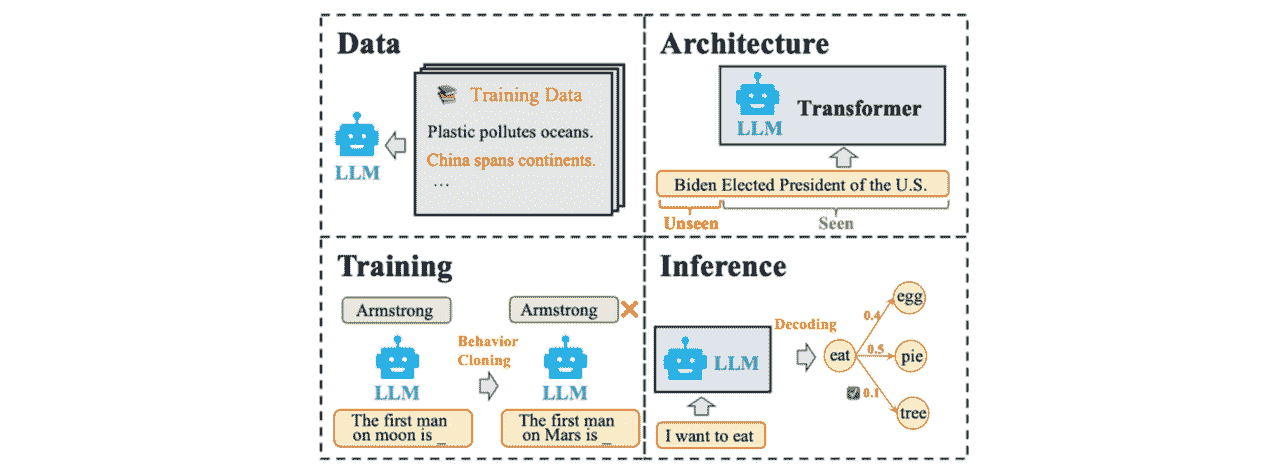 Data
Training Data
Plastic pollutes oceans.
China spans continents.
...
LLM
Architecture
LLM
Transformer
Biden Elected President of the U.S.
Unseen
Seen
Training
Armstrong
LLM
The first man
on moon is _
Behavior
Cloning
Armstrong
LLM
The first man
on Mars is _
Inference
LLM
I want to eat
Decoding
eat
0.4
egg
0.5
pie
0.1
tree